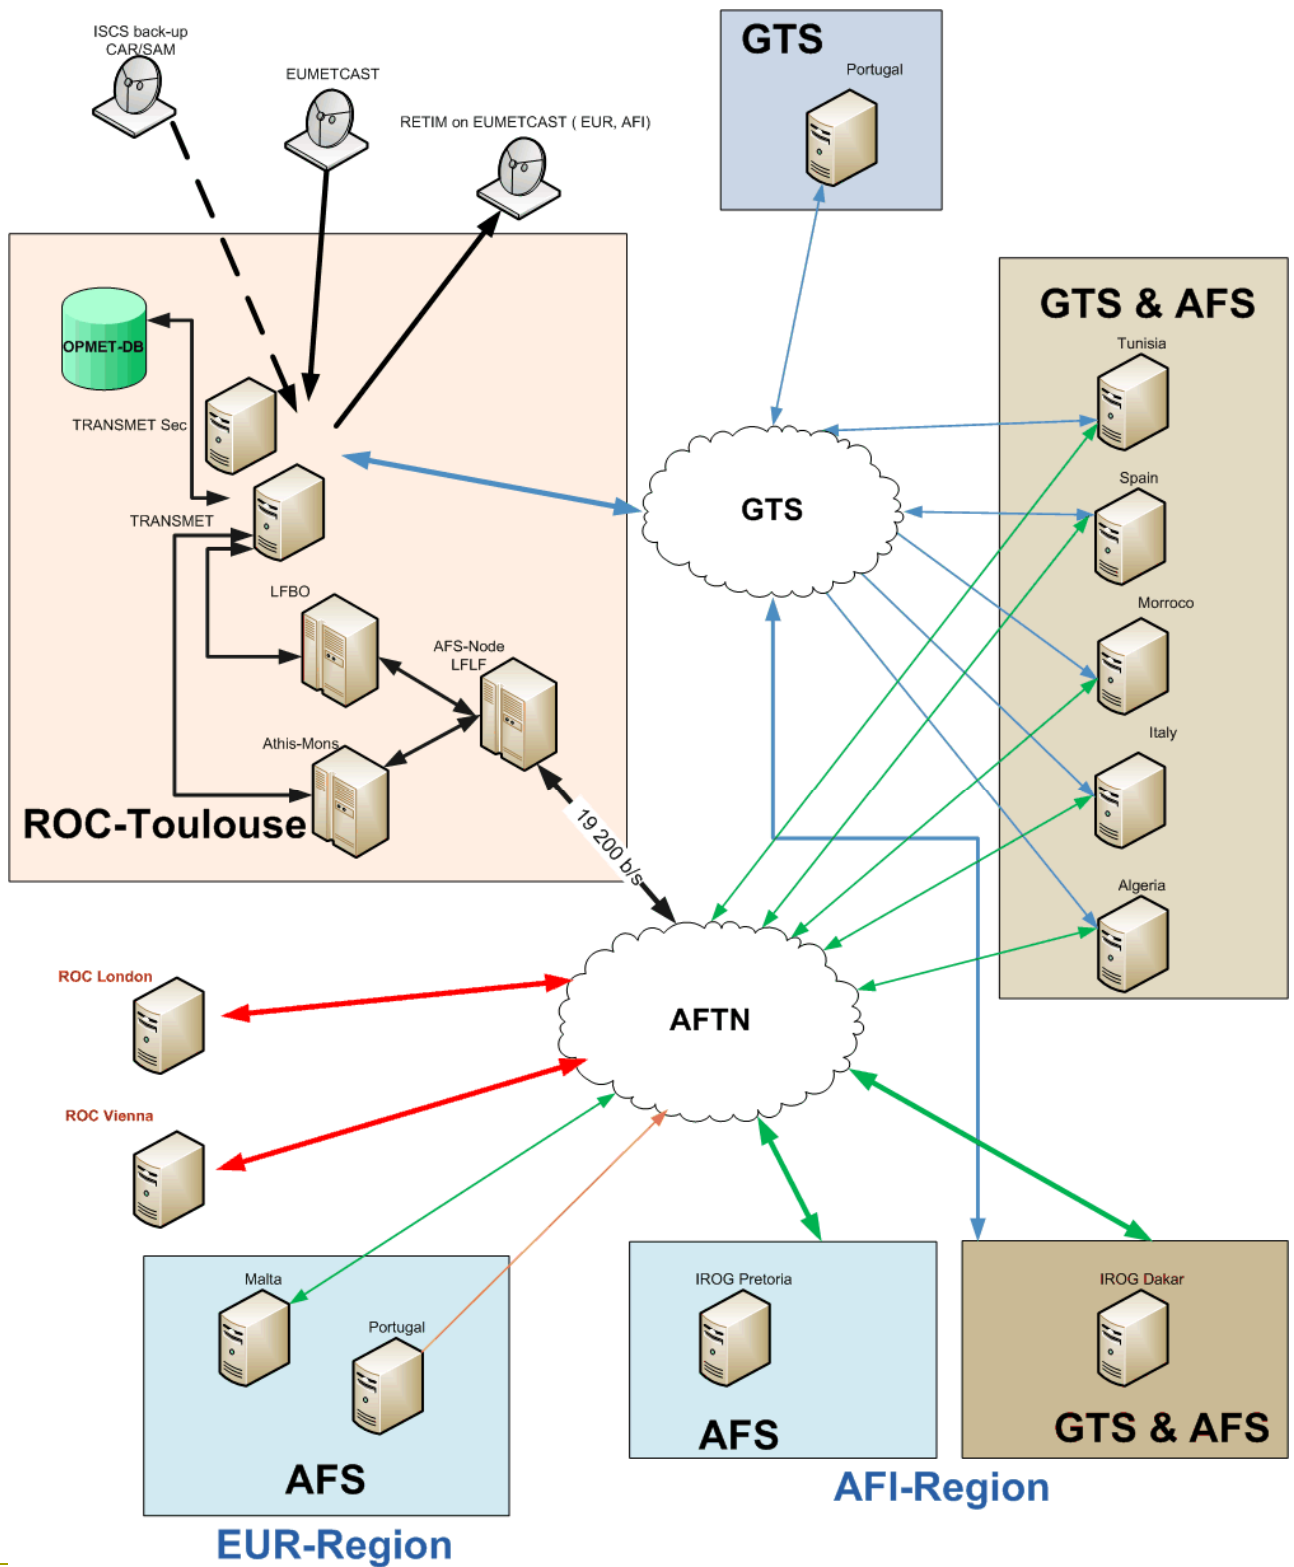 ISCS back-up
CAR/SAM
EUMETCAST
RETIM on EUMETCAST ( EUR, AFI)
GTS
Portugal
GTS & AFS
Tunisia
OPMET-DB
TRANSMET Sec
TRANSMET
GTS
Spain
LFBO
AFS-Node
LFLF
Morroco
Athis-Mons
Italy
ROC-Toulouse
19 200 b/s
Algeria
ROC London
AFTN
ROC Vienna
Malta
Portugal
AFS
EUR-Region
IROG Pretoria
AFS
IROG Dakar
GTS & AFS
AFI-Region